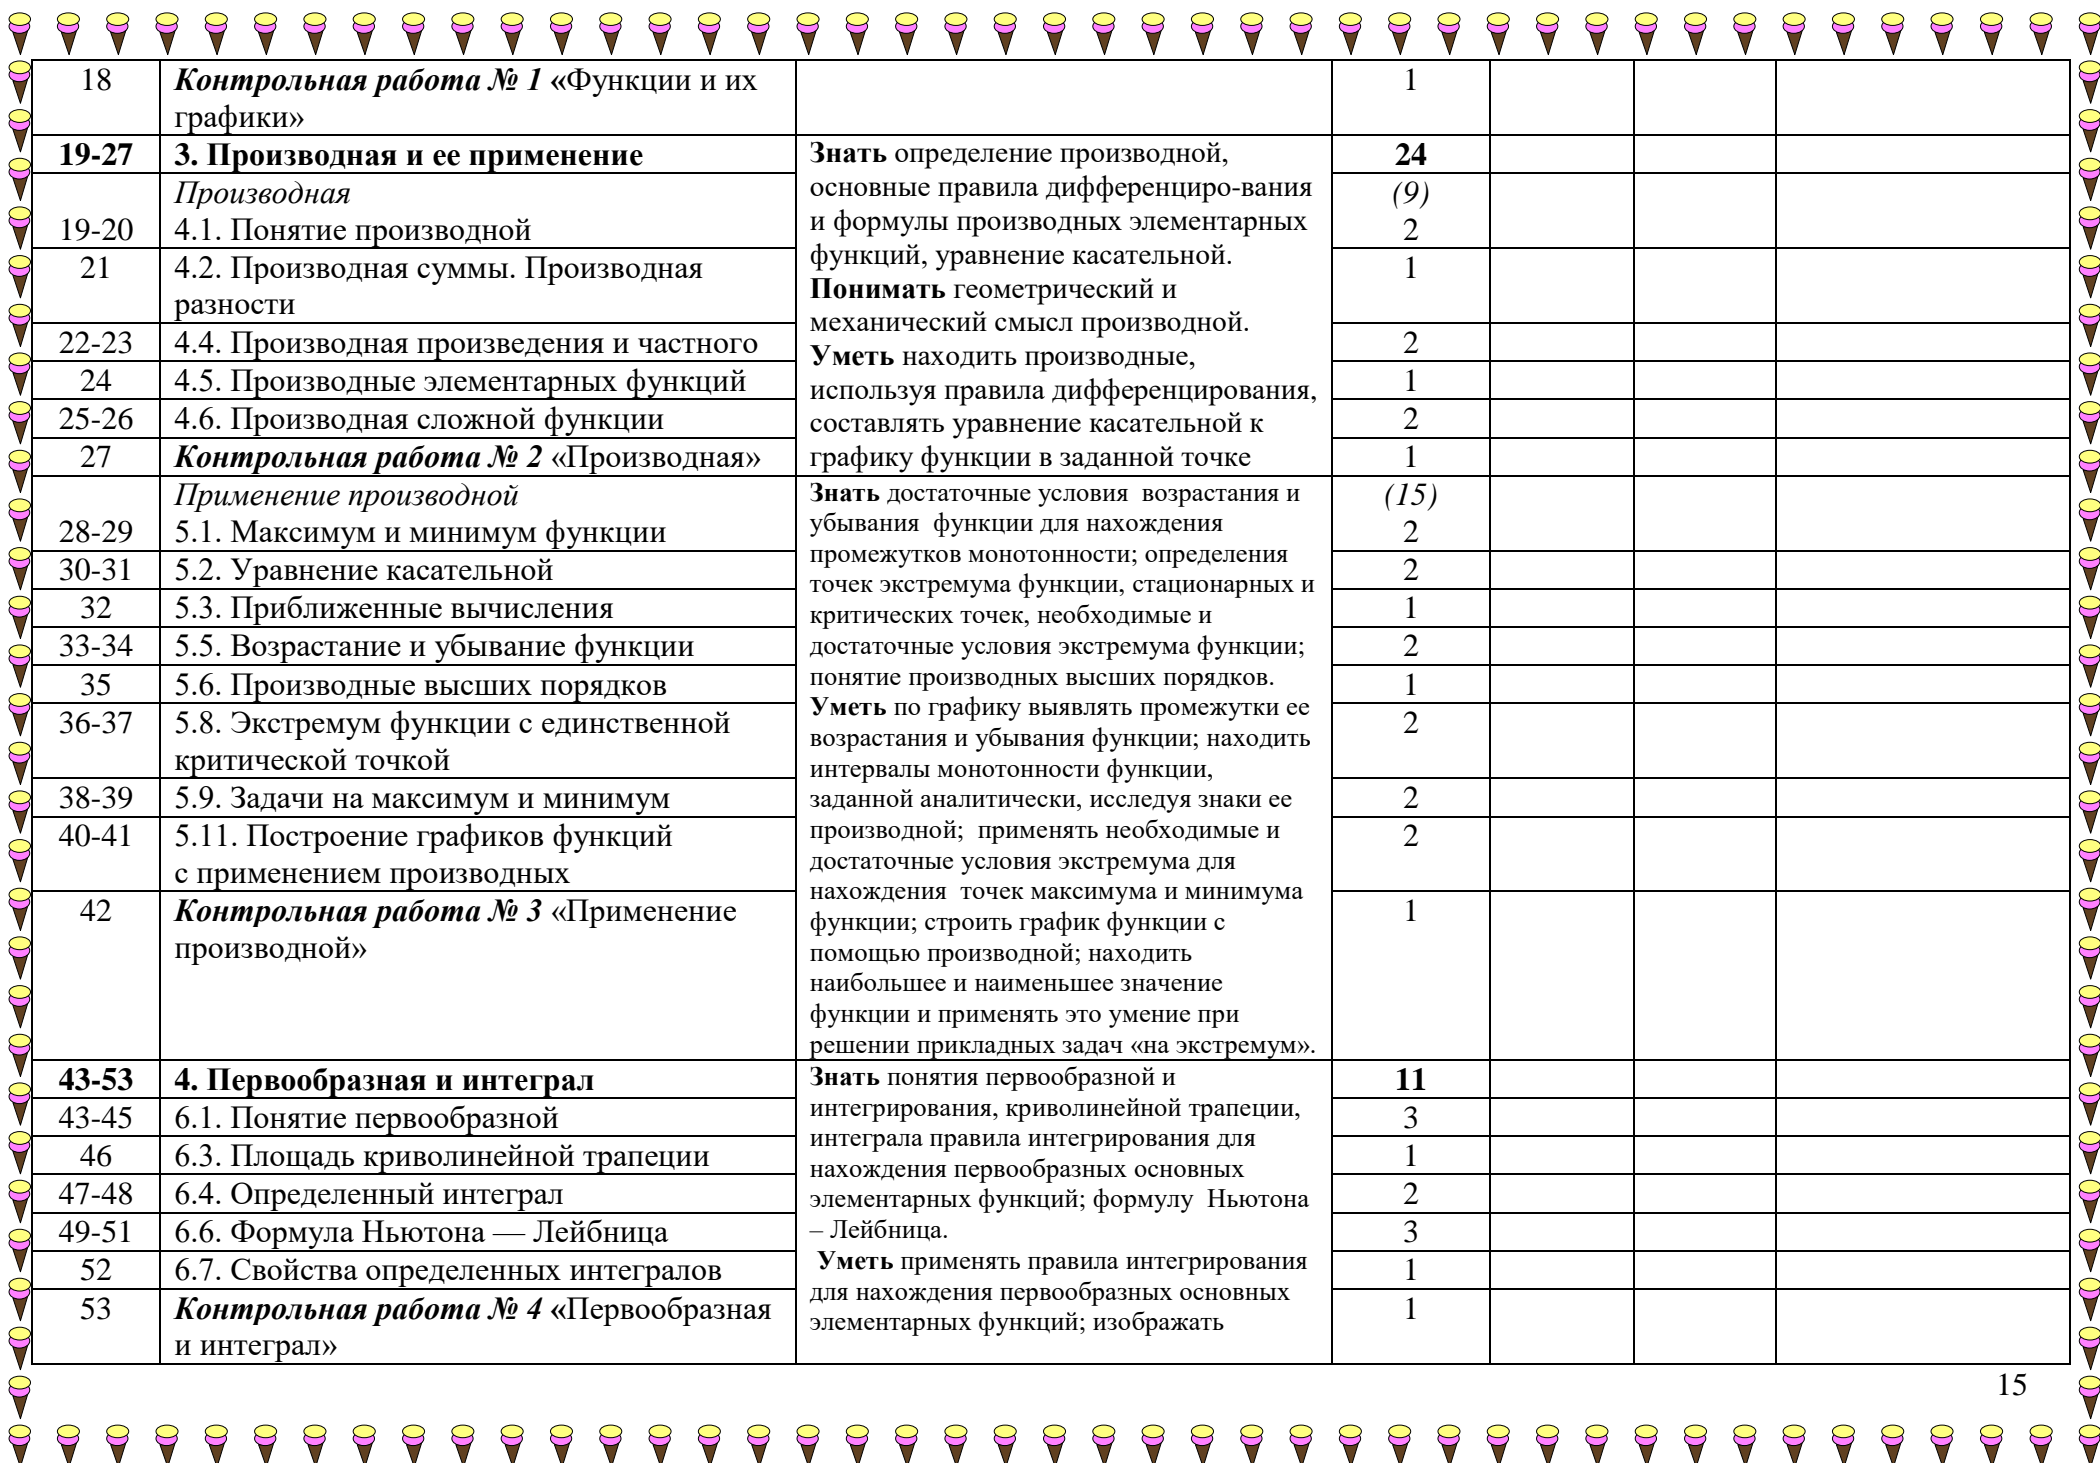 18 Контрольная работа № 1 «Функции и их 1
графики»
19-27 3. Производная и ее применение 24
Производная (9)
19-20 4.1. Понятие производной 2
21 4.2. Производная суммы. Производная 1
разности
22-23 4.4. Производная произведения и частного 2
24 4.5. Производные элементарных функций 1
25-26 4.6. Производная сложной функции 2
27 Контрольная работа № 2 «Производная» 1
Знать определение производной,
основные правила дифференциро-вания
и формулы производных элементарных
функций, уравнение касательной.
Понимать геометрический и
механический смысл производной.
Уметь находить производные,
используя правила дифференцирования,
составлять уравнение касательной к
графику функции в заданной точке
Применение производной (15)
28-29 5.1. Максимум и минимум функции 2
30-31 5.2. Уравнение касательной 2
32 5.3. Приближенные вычисления 1
33-34 5.5. Возрастание и убывание функции 2
35 5.6. Производные высших порядков 1
36-37 5.8. Экстремум функции с единственной 2
критической точкой
38-39 5.9. Задачи на максимум и минимум 2
40-41 5.11. Построение графиков функций 2
с применением производных
42 Контрольная работа № 3 «Применение 1
производной»
Знать достаточные условия возрастания и
убывания функции для нахождения
промежутков монотонности; определения
точек экстремума функции, стационарных и
критических точек, необходимые и
достаточные условия экстремума функции;
понятие производных высших порядков.
Уметь по графику выявлять промежутки ее
возрастания и убывания функции; находить
интервалы монотонности функции,
заданной аналитически, исследуя знаки ее
производной; применять необходимые и
достаточные условия экстремума для
нахождения точек максимума и минимума
функции; строить график функции с
помощью производной; находить
наибольшее и наименьшее значение
функции и применять это умение при
решении прикладных задач «на экстремум».
43-53 4. Первообразная и интеграл 11
43-45 6.1. Понятие первообразной 3
46 6.3. Площадь криволинейной трапеции 1
47-48 6.4. Определенный интеграл 2
49-51 6.6. Формула Ньютона — Лейбница 3
52 6.7. Свойства определенных интегралов 1
53 Контрольная работа № 4 «Первообразная 1
и интеграл»
Знать понятия первообразной и
интегрирования, криволинейной трапеции,
интеграла правила интегрирования для
нахождения первообразных основных
элементарных функций; формулу Ньютона
– Лейбница.
Уметь применять правила интегрирования
для нахождения первообразных основных
элементарных функций; изображать
15